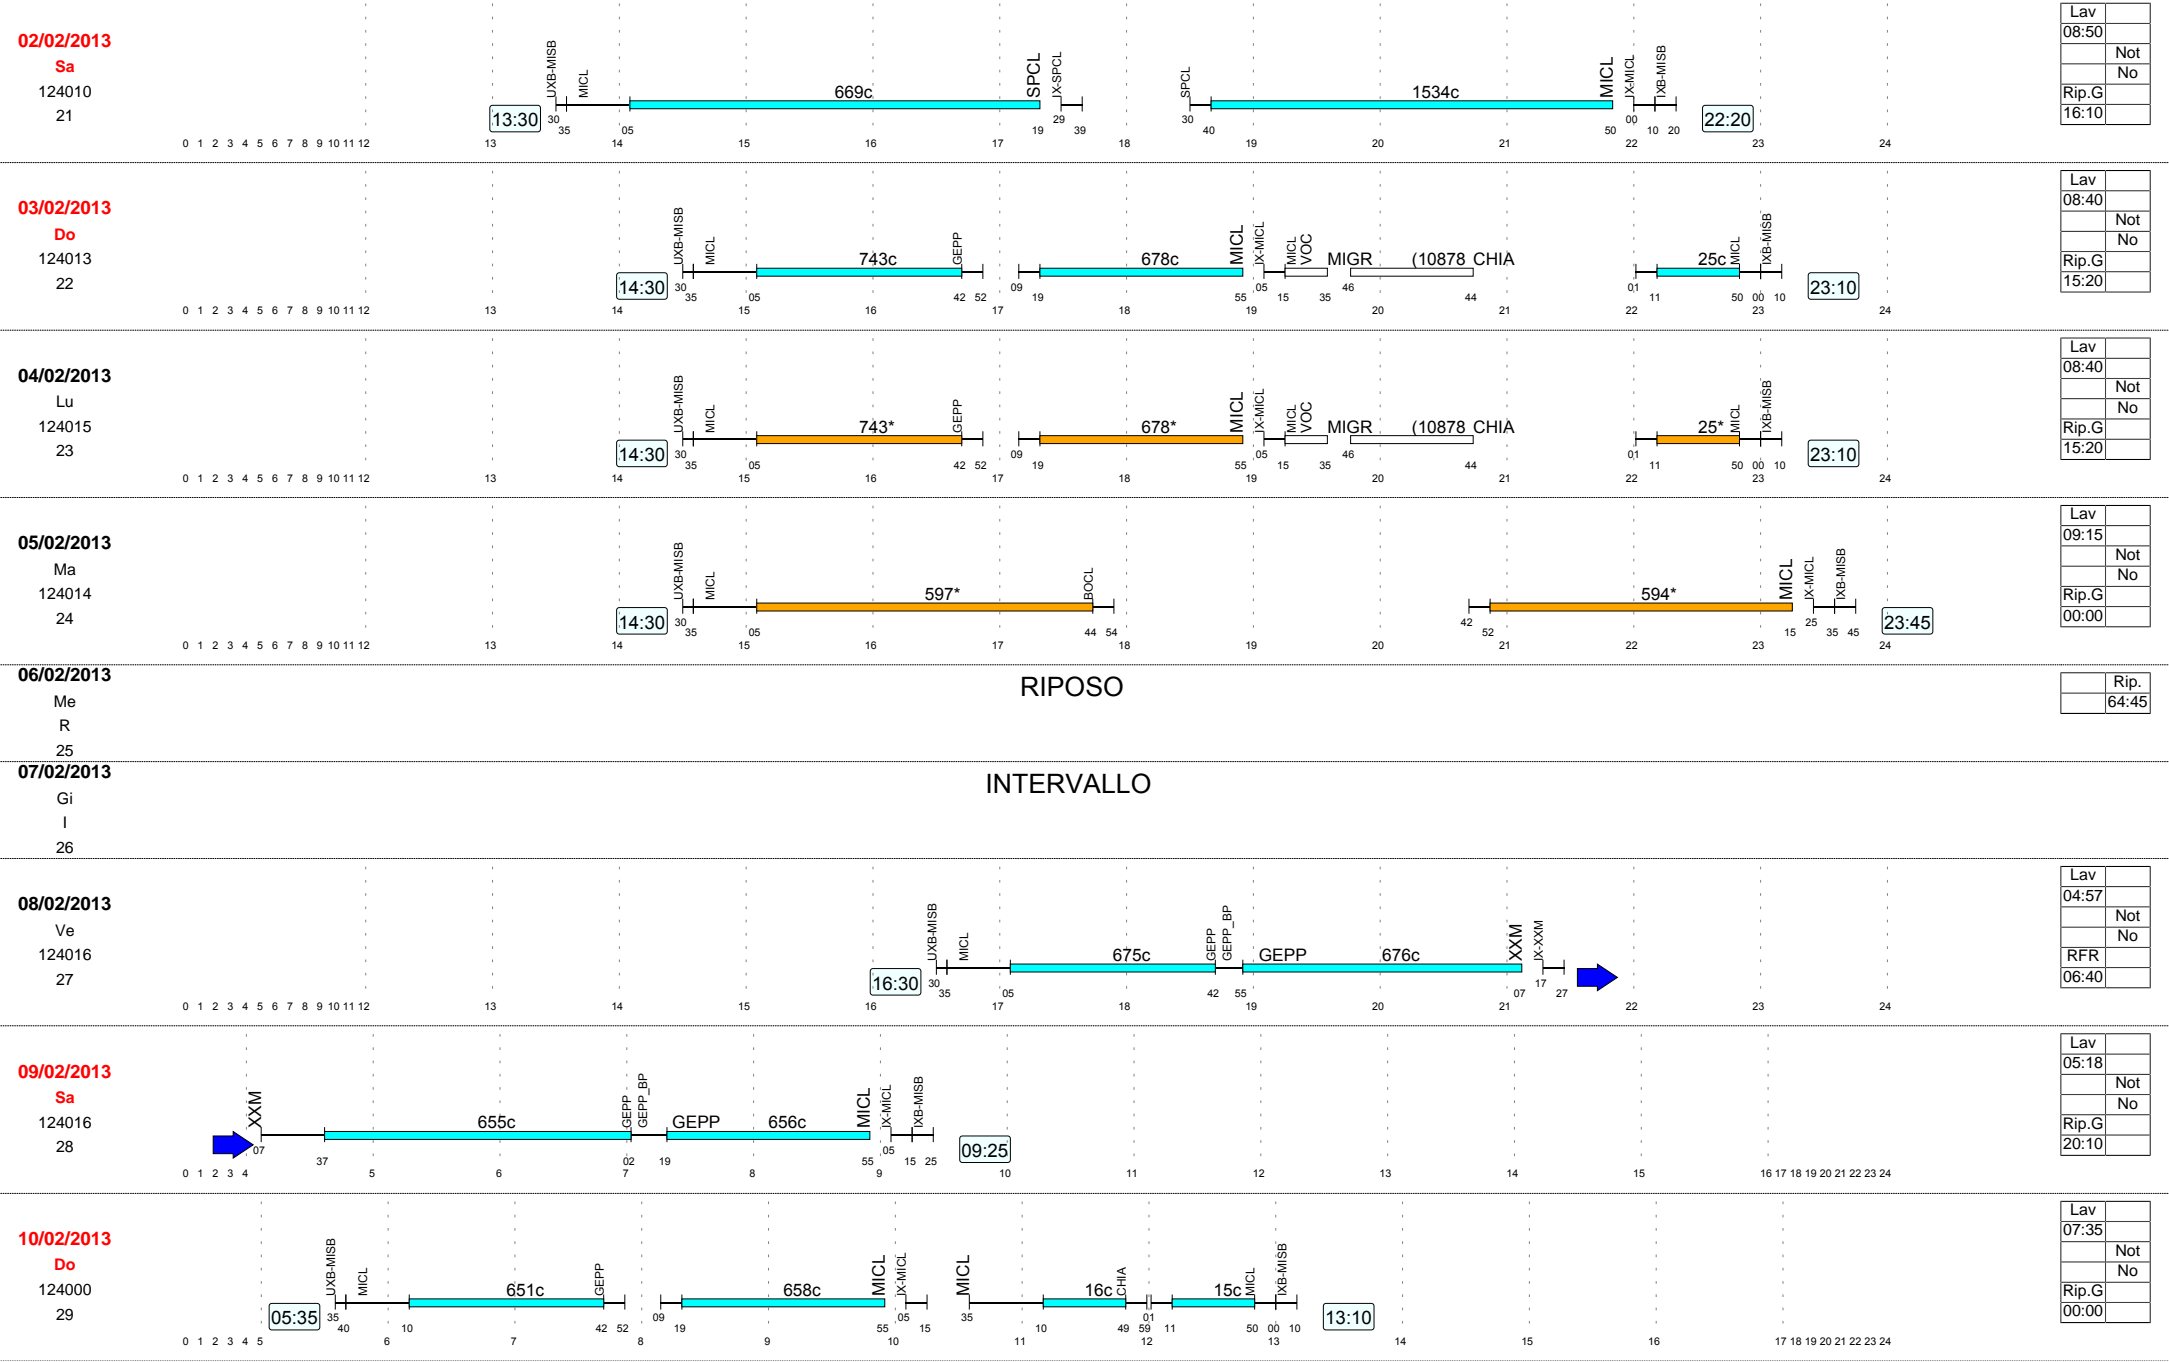 02/02/2013
Sa
124010
21
13:30
UXB-MISB MICL 669c SPCL IX-SPCL SPCL 1534c MICL IX-MICL IXB-MISB
30 35 05 19 29 39 30 40 50 00 10 20
22:20
0 1 2 3 4 5 6 7 8 9 10 11 12 13 14 15 16 17 18 19 20 21 22 23 24
Lav
08:50
Not
No
Rip.G
16:10
03/02/2013
Do
124013
22
14:30
UXB-MISB MICL 743c GEPP 678c MICL IX-MICL MICL VOC MIGR (10878 CHIA 25c MICL IXB-MISB
30 35 05 42 52 09 19 55 05 15 35 46 44 01 11 50 00 10
23:10
0 1 2 3 4 5 6 7 8 9 10 11 12 13 14 15 16 17 18 19 20 21 22 23 24
Lav
08:40
Not
No
Rip.G
15:20
04/02/2013
Lu
124015
23
14:30
UXB-MISB MICL 743* GEPP 678* MICL IX-MICL MICL VOC MIGR (10878 CHIA 25* MICL IXB-MISB
30 35 05 42 52 09 19 55 05 15 35 46 44 01 11 50 00 10
23:10
0 1 2 3 4 5 6 7 8 9 10 11 12 13 14 15 16 17 18 19 20 21 22 23 24
Lav
08:40
Not
No
Rip.G
15:20
05/02/2013
Ma
124014
24
14:30
UXB-MISB MICL 597* BOCL 594* MICL IX-MICL IXB-MISB
30 35 05 44 54 42 52 15 25 35 45
23:45
0 1 2 3 4 5 6 7 8 9 10 11 12 13 14 15 16 17 18 19 20 21 22 23 24
Lav
09:15
Not
No
Rip.G
00:00
06/02/2013
Me
R
25
RIPOSO
Rip.
64:45
07/02/2013
Gi
I
26
INTERVALLO
08/02/2013
Ve
124016
27
16:30
UXB-MISB MICL 675c GEPP GEPP_BP GEPP 676c XXM IX-XXM
30 35 05 42 55 07 17 27
0 1 2 3 4 5 6 7 8 9 10 11 12 13 14 15 16 17 18 19 20 21 22 23 24
Lav
04:57
Not
No
RFR
06:40
09/02/2013
Sa
124016
28
XXM 655c GEPP GEPP_BP GEPP 656c MICL IX-MICL IXB-MISB
07 37 02 19 55 05 15 25
09:25
0 1 2 3 4 5 6 7 8 9 10 11 12 13 14 15 16 17 18 19 20 21 22 23 24
Lav
05:18
Not
No
Rip.G
20:10
10/02/2013
Do
124000
29
05:35
UXB-MISB MICL 651c GEPP 658c MICL IX-MICL MICL 16c CHIA 15c MICL IXB-MISB
35 40 10 42 52 09 19 55 05 15 35 10 49 59 01 11 50 00 10
13:10
0 1 2 3 4 5 6 7 8 9 10 11 12 13 14 15 16 17 18 19 20 21 22 23 24
Lav
07:35
Not
No
Rip.G
00:00